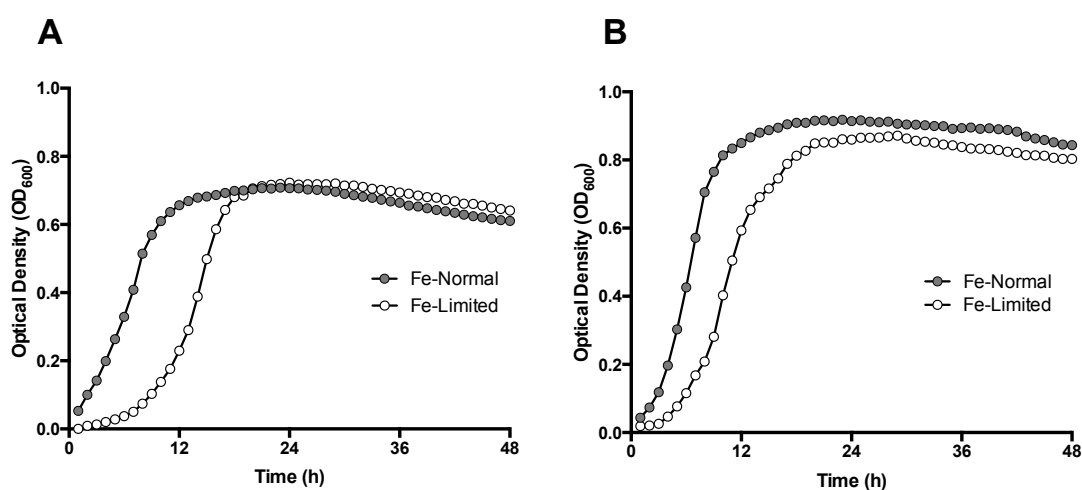 A
1.0
0.8
0.6
0.4
0.2
0.0
Optical Density (OD600)
0
12
24
36
48
Time (h)
Fe-Normal
Fe-Limited
B
1.0
0.8
0.6
0.4
0.2
0.0
Optical Density (OD600)
0
12
24
36
48
Time (h)
Fe-Normal
Fe-Limited